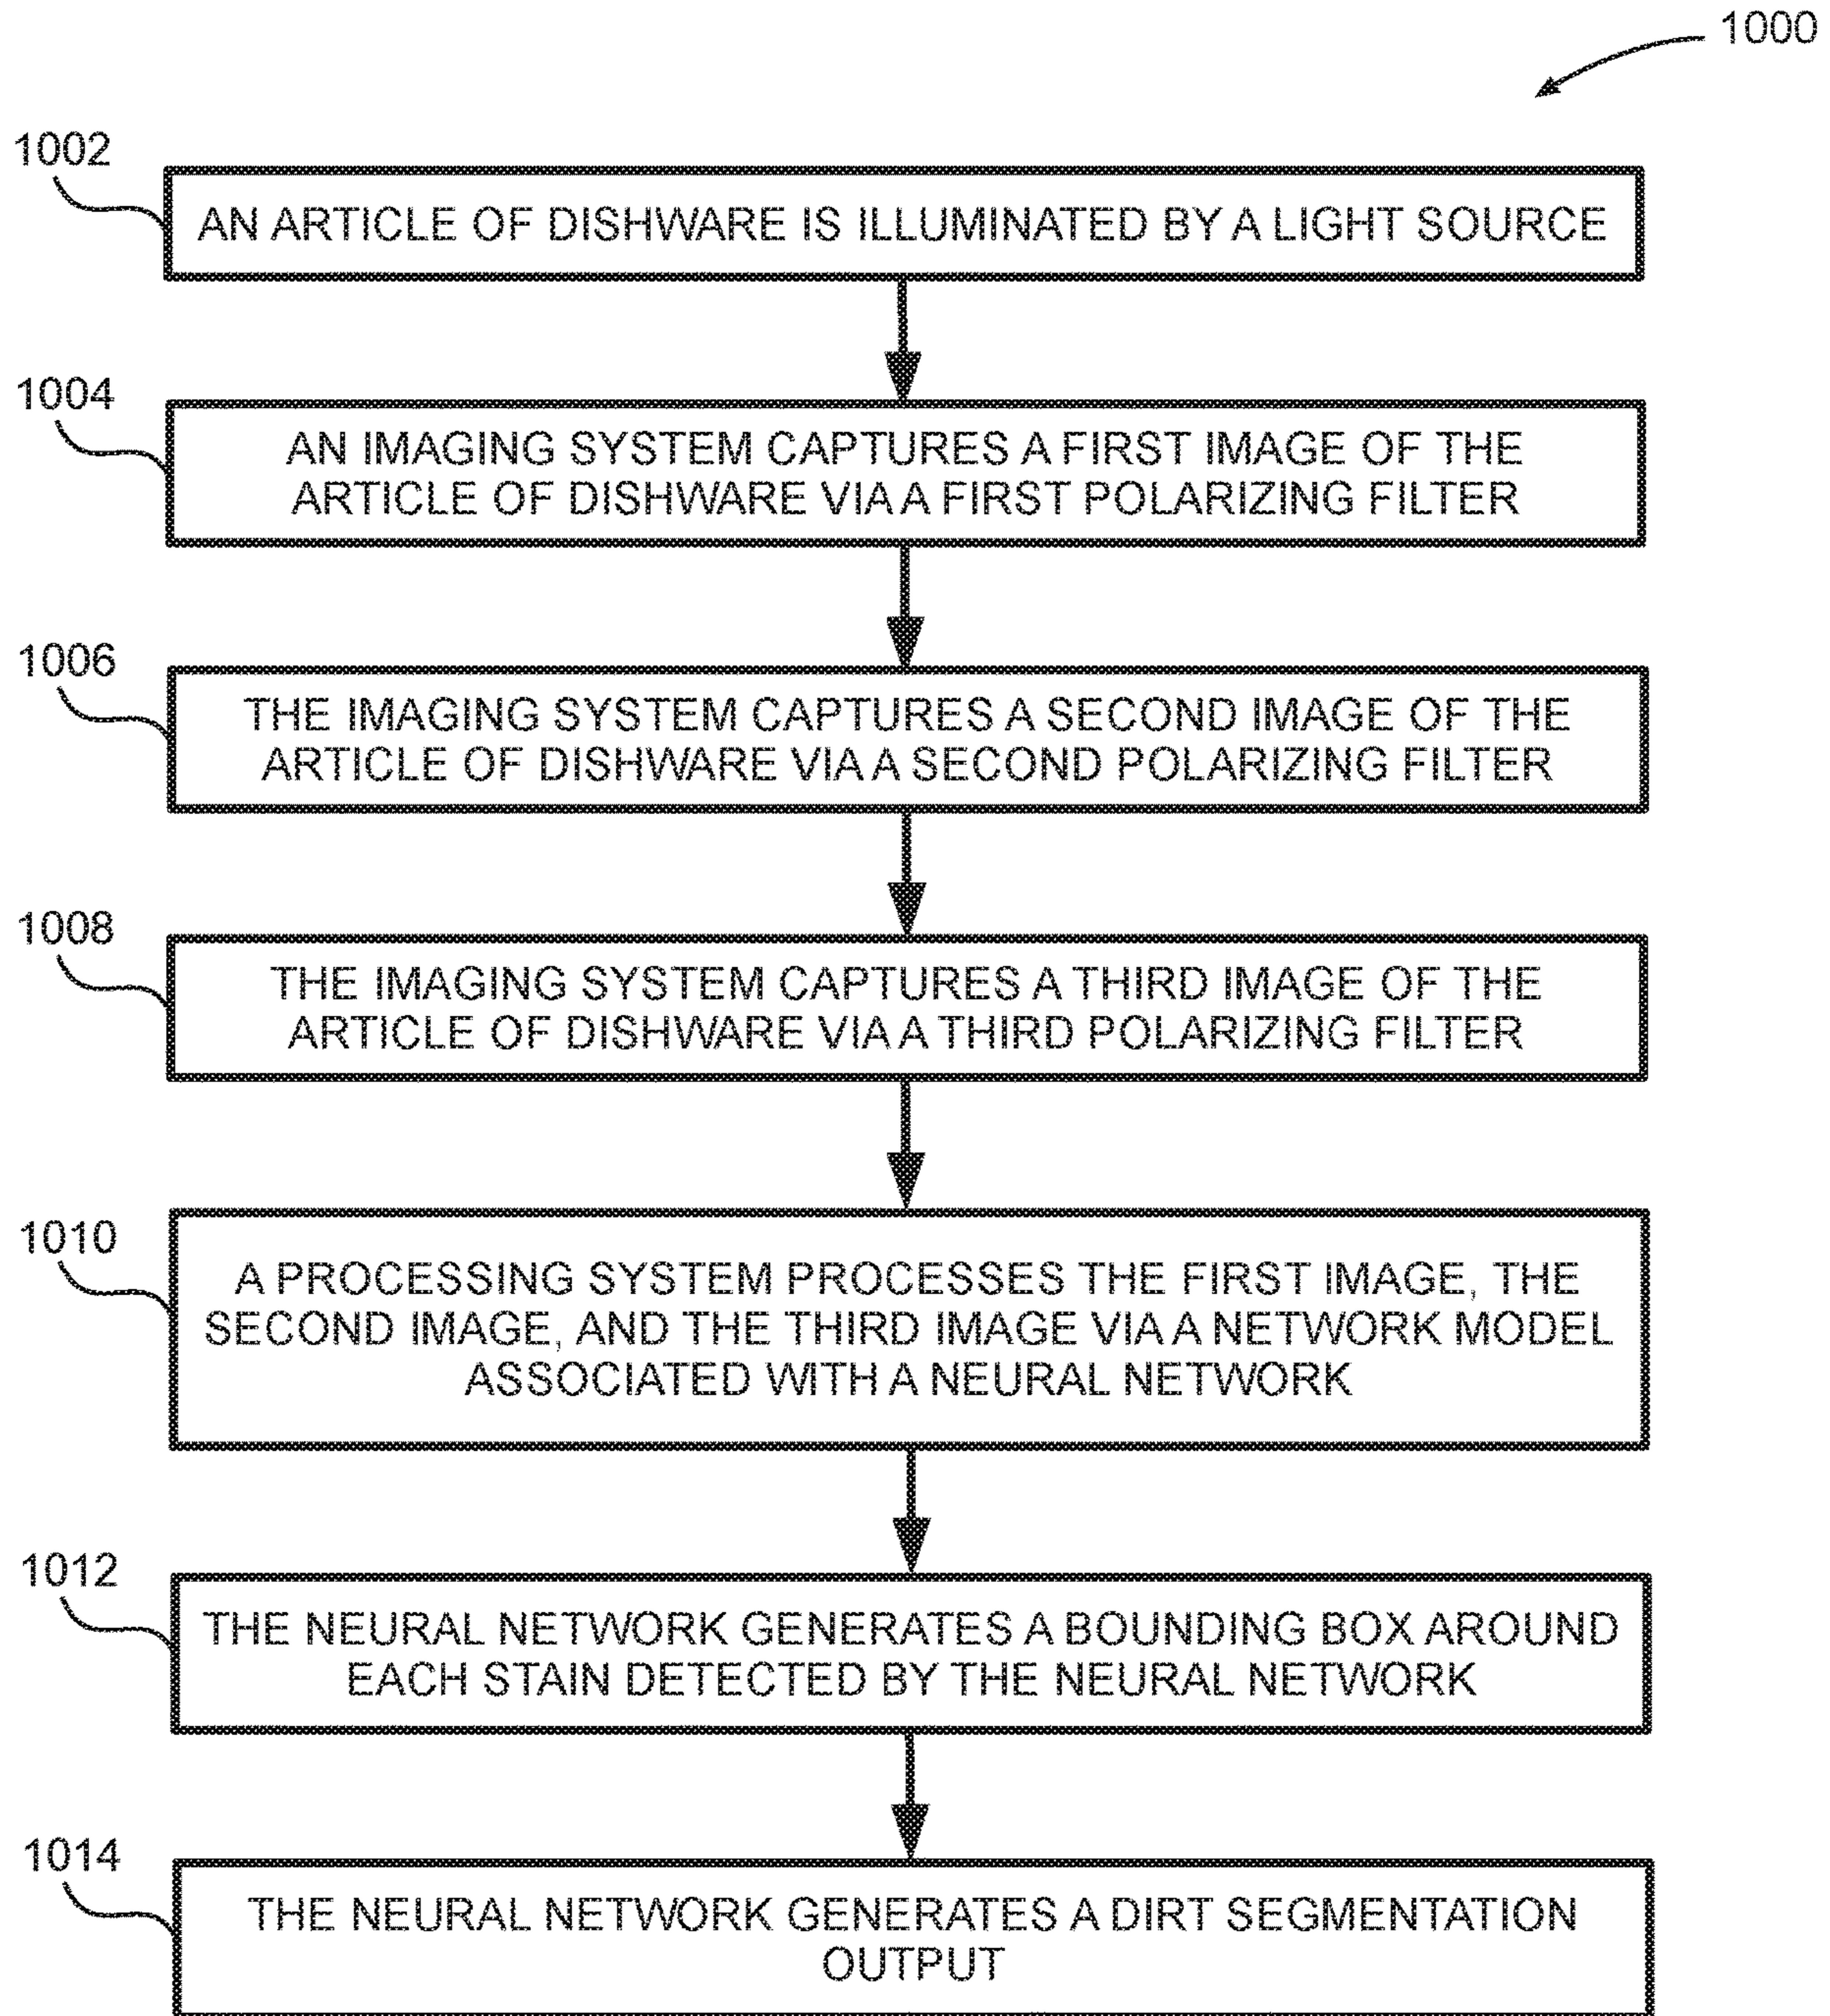 1000
1002
AN ARTICLE OF DISHWARE IS ILLUMINATED BY A LIGHT SOURCE
1004
AN IMAGING SYSTEM CAPTURES A FIRST IMAGE OF THE
ARTICLE OF DISHWARE VIA A FIRST POLARIZING FILTER
1006
THE IMAGING SYSTEM CAPTURES A SECOND IMAGE OF THE
ARTICLE OF DISHWARE VIA A SECOND POLARIZING FILTER
1008
THE IMAGING SYSTEM CAPTURES A THIRD IMAGE OF THE
ARTICLE OF DISHWARE VIA A THIRD POLARIZING FILTER
1010
A PROCESSING SYSTEM PROCESSES THE FIRST IMAGE, THE
SECOND IMAGE, AND THE THIRD IMAGE VIA A NETWORK MODEL
ASSOCIATED WITH A NEURAL NETWORK
1012
THE NEURAL NETWORK GENERATES A BOUNDING BOX AROUND
EACH STAIN DETECTED BY THE NEURAL NETWORK
1014
THE NEURAL NETWORK GENERATES A DIRT SEGMENTATION
OUTPUT